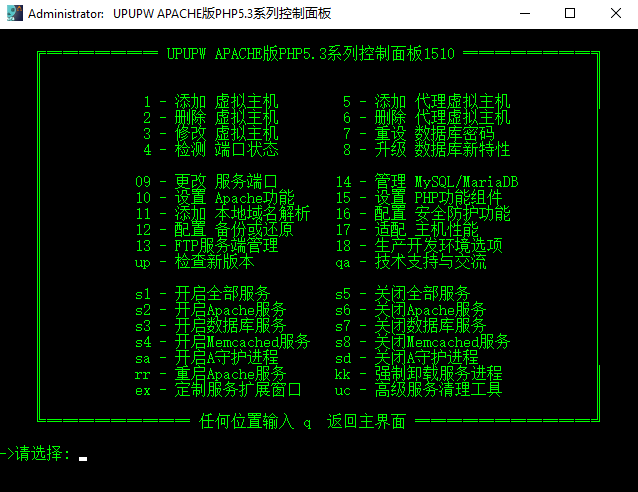 Administrator: UPUPW APACHE版PHP5.3系列控制面板
UPUPW APACHE版PHP5.3系列控制面板1510
1 - 添加 虚拟主机 5 - 添加 代理虚拟主机
2 - 删除 虚拟主机 6 - 删除 代理虚拟主机
3 - 修改 虚拟主机 7 - 重设 数据库密码
4 - 检测 端口状态 8 - 升级 数据库新特性
09 - 更改 服务端口 14 - 管理 MySQL/MariaDB
10 - 设置 Apache功能 15 - 设置 PHP功能组件
11 - 添加 本地域名解析 16 - 配置 安全防护功能
12 - 配置 备份或还原 17 - 适配 主机性能
13 - FTP服务端管理 18 - 生产开发环境选项
up - 检查新版本 qa - 技术支持与交流
s1 - 开启全部服务 s5 - 关闭全部服务
s2 - 开启Apache服务 s6 - 关闭Apache服务
s3 - 开启数据库服务 s7 - 关闭数据库服务
s4 - 开启Memcached服务 s8 - 关闭Memcached服务
sa - 开启A守护进程 sd - 关闭A守护进程
rr - 重启Apache服务 kk - 强制卸载服务进程
ex - 定制服务扩展窗口 uc - 高级服务清理工具
任何位置输入 q 返回主界面
->请选择: